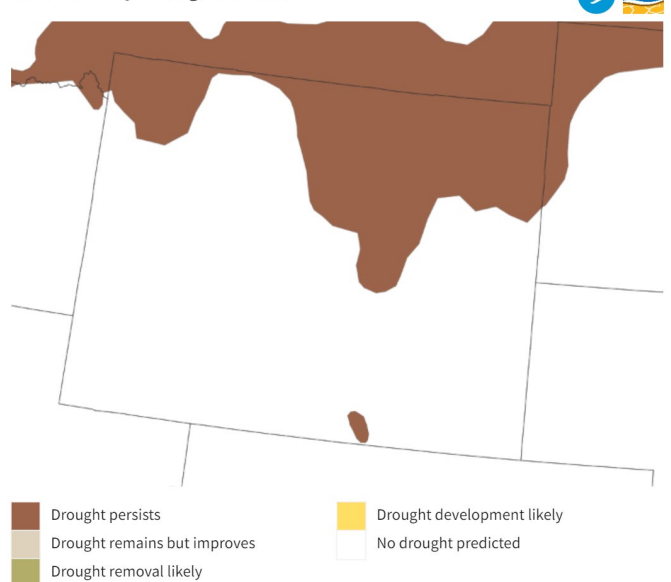 Drought persists
Drought remains but improves
Drought removal likely
Drought development likely
No drought predicted